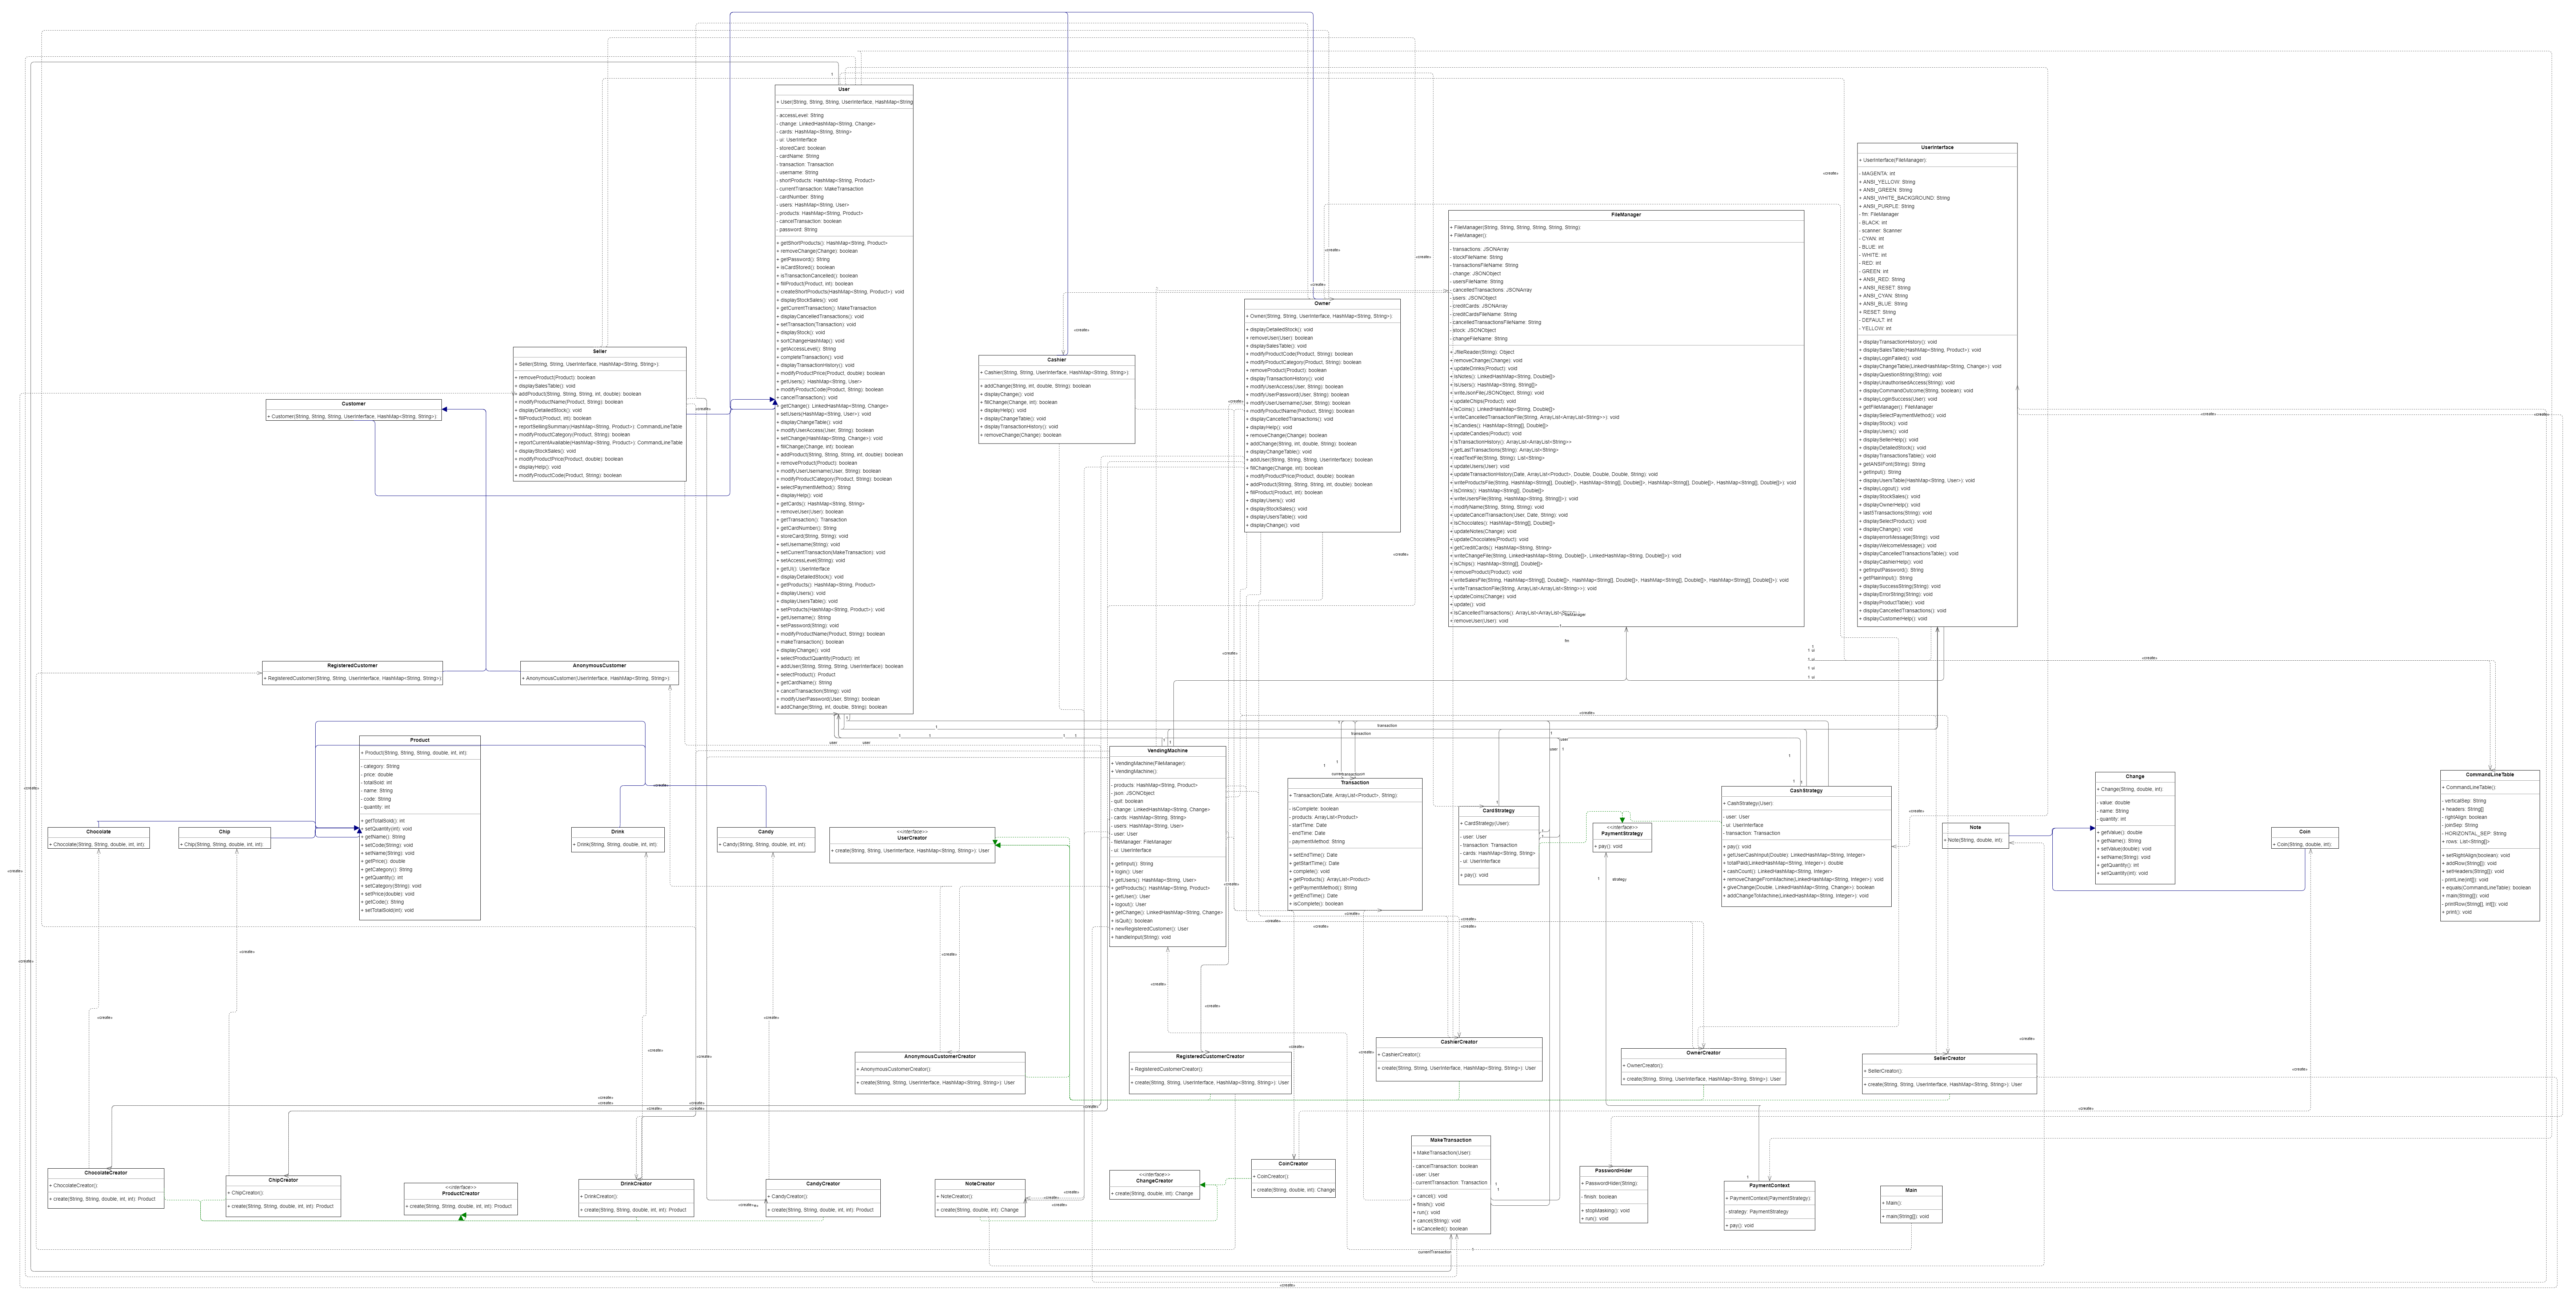 User
+ User(String, String, String, UserInterface, HashMap<String
- accessLevel: String
- change: LinkedHashMap<String, Change>
- cards: HashMap<String, String>
- ui: UserInterface
- storedCard: boolean
- cardName: String
- transaction: Transaction
- username: String
- shortProducts: HashMap<String, Product>
- currentTransaction: MakeTransaction
- cardNumber: String
- users: HashMap<String, User>
- products: HashMap<String, Product>
- cancelTransaction: boolean
- password: String
+ getShortProducts(): HashMap<String, Product>
+ removeChange(Change): boolean
+ getPassword(): String
+ isCardStored(): boolean
+ isTransactionCancelled(): boolean
+ fillProduct(Product, int): boolean
+ createShortProducts(HashMap<String, Product>): void
+ displayStockSales(): void
+ getCurrentTransaction(): MakeTransaction
+ displayCancelledTransactions(): void
+ setTransaction(Transaction): void
+ displayStock(): void
+ sortChangeHashMap(): void
+ getAccessLevel(): String
+ completeTransaction(): void
+ displayTransactionHistory(): void
+ modifyProductPrice(Product, double): boolean
+ getUsers(): HashMap<String, User>
+ modifyProductCode(Product, String): boolean
+ cancelTransaction(): void
+ getChange(): LinkedHashMap<String, Change>
+ setUsers(HashMap<String, User>): void
+ displayChangeTable(): void
+ modifyUserAccess(User, String): boolean
+ setChange(HashMap<String, Change>): void
+ fillChange(Change, int): boolean
+ addProduct(String, String, String, int, double): boolean
+ removeProduct(Product): boolean
+ modifyUserUsername(User, String): boolean
+ modifyProductCategory(Product, String): boolean
+ selectPaymentMethod(): String
+ displayHelp(): void
+ getCards(): HashMap<String, String>
+ removeUser(User): boolean
+ getTransaction(): Transaction
+ getCardNumber(): String
+ storeCard(String, String): void
+ setUsername(String): void
+ setCurrentTransaction(MakeTransaction): void
+ setAccessLevel(String): void
+ getUi(): UserInterface
+ displayDetailedStock(): void
+ getProducts(): HashMap<String, Product>
+ displayUsers(): void
+ displayUsersTable(): void
+ setProducts(HashMap<String, Product>): void
+ getUsername(): String
+ setPassword(String): void
+ modifyProductName(Product, String): boolean
+ makeTransaction(): boolean
+ displayChange(): void
+ selectProductQuantity(Product): int
+ addUser(String, String, String, UserInterface): boolean
+ selectProduct(): Product
+ getCardName(): String
+ cancelTransaction(String): void
+ modifyUserPassword(User, String): boolean
+ addChange(String, int, double, String): boolean
UserInterface
+ UserInterface(FileManager):
- MAGENTA: int
+ ANSI_YELLOW: String
+ ANSI_GREEN: String
+ ANSI_WHITE_BACKGROUND: String
+ ANSI_PURPLE: String
- fm: FileManager
- BLACK: int
- scanner: Scanner
- CYAN: int
- BLUE: int
- WHITE: int
- RED: int
- GREEN: int
+ ANSI_RED: String
+ ANSI_RESET: String
+ ANSI_CYAN: String
+ ANSI_BLUE: String
+ RESET: String
- DEFAULT: int
- YELLOW: int
+ displayTransactionHistory(): void
+ displaySalesTable(HashMap<String, Product>): void
+ displayLoginFailed(): void
+ displayChangeTable(LinkedHashMap<String, Change>): void
+ displayQuestionString(String): void
+ displayUnauthorisedAccess(String): void
+ displayCommandOutcome(String, boolean): void
+ displayLoginSuccess(User): void
+ getFileManager(): FileManager
+ displaySelectPaymentMethod(): void
+ displayStock(): void
+ displayUsers(): void
+ displaySellerHelp(): void
+ displayDetailedStock(): void
+ displayTransactionsTable(): void
+ getANSIFont(String): String
+ getInput(): String
+ displayUsersTable(HashMap<String, User>): void
+ displayLogout(): void
+ displayStockSales(): void
+ displayOwnerHelp(): void
+ last5Transactions(String): void
+ displaySelectProduct(): void
+ displayChange(): void
+ displayerrorMessage(String): void
+ displayWelcomeMessage(): void
+ displayCancelledTransactionsTable(): void
+ displayCashierHelp(): void
+ getInputPassword(): String
+ getPlainInput(): String
+ displaySuccessString(String): void
+ displayErrorString(String): void
+ displayProductTable(): void
+ displayCancelledTransactions(): void
+ displayCustomerHelp(): void
FileManager
+ FileManager(String, String, String, String, String, String):
+ FileManager():
- transactions: JSONArray
- stockFileName: String
- transactionsFileName: String
- change: JSONObject
- usersFileName: String
- cancelledTransactions: JSONArray
- users: JSONObject
- creditCards: JSONArray
- creditCardsFileName: String
- cancelledTransactionsFileName: String
- stock: JSONObject
- changeFileName: String
+ JfileReader(String): Object
+ removeChange(Change): void
+ updateDrinks(Product): void
+ lsNotes(): LinkedHashMap<String, Double[]>
+ lsUsers(): HashMap<String, String[]>
+ writeJsonFile(JSONObject, String): void
+ updateChips(Product): void
+ lsCoins(): LinkedHashMap<String, Double[]>
+ writeCancelledTransactionFile(String, ArrayList<ArrayList<String>>): void
+ lsCandies(): HashMap<String[], Double[]>
+ updateCandies(Product): void
+ lsTransactionHistory(): ArrayList<ArrayList<String>>
+ getLastTransactions(String): ArrayList<String>
+ readTextFile(String, String): List<String>
+ updateUsers(User): void
+ updateTransactionHistory(Date, ArrayList<Product>, Double, Double, Double, String): void
+ writeProductsFile(String, HashMap<String[], Double[]>, HashMap<String[], Double[]>, HashMap<String[], Double[]>, HashMap<String[], Double[]>): void
+ lsDrinks(): HashMap<String[], Double[]>
+ writeUsersFile(String, HashMap<String, String[]>): void
+ modifyName(String, String, String): void
+ updateCancelTransaction(User, Date, String): void
+ lsChocolates(): HashMap<String[], Double[]>
+ updateNotes(Change): void
+ updateChocolates(Product): void
+ getCreditCards(): HashMap<String, String>
+ writeChangeFile(String, LinkedHashMap<String, Double[]>, LinkedHashMap<String, Double[]>): void
+ lsChips(): HashMap<String[], Double[]>
+ removeProduct(Product): void
+ writeSalesFile(String, HashMap<String[], Double[]>, HashMap<String[], Double[]>, HashMap<String[], Double[]>, HashMap<String[], Double[]>): void
+ writeTransactionFile(String, ArrayList<ArrayList<String>>): void
+ updateCoins(Change): void
+ update(): void
+ removeUser(User): void
Owner
+ Owner(String, String, UserInterface, HashMap<String, String>):
+ displayDetailedStock(): void
+ removeUser(User): boolean
+ displaySalesTable(): void
+ modifyProductCode(Product, String): boolean
+ modifyProductCategory(Product, String): boolean
+ removeProduct(Product): boolean
+ displayTransactionHistory(): void
+ modifyUserAccess(User, String): boolean
+ modifyUserPassword(User, String): boolean
+ modifyUserUsername(User, String): boolean
+ modifyProductName(Product, String): boolean
+ displayCancelledTransactions(): void
+ displayHelp(): void
+ removeChange(Change): boolean
+ addChange(String, int, double, String): boolean
+ displayChangeTable(): void
+ addUser(String, String, String, UserInterface): boolean
+ fillChange(Change, int): boolean
+ modifyProductPrice(Product, double): boolean
+ addProduct(String, String, String, int, double): boolean
+ fillProduct(Product, int): boolean
+ displayUsers(): void
+ displayStockSales(): void
+ displayUsersTable(): void
+ displayChange(): void
Cashier
+ Cashier(String, String, UserInterface, HashMap<String, String>):
+ addChange(String, int, double, String): boolean
+ displayChange(): void
+ fillChange(Change, int): boolean
+ displayHelp(): void
+ displayChangeTable(): void
+ displayTransactionHistory(): void
+ removeChange(Change): boolean
Seller
+ Seller(String, String, UserInterface, HashMap<String, String>):
+ removeProduct(Product): boolean
+ displaySalesTable(): void
+ addProduct(String, String, String, int, double): boolean
+ modifyProductName(Product, String): boolean
+ displayDetailedStock(): void
+ fillProduct(Product, int): boolean
+ reportSellingSummary(HashMap<String, Product>): CommandLineTable
+ modifyProductCategory(Product, String): boolean
+ reportCurrentAvailable(HashMap<String, Product>): CommandLineTable
+ displayStockSales(): void
+ modifyProductPrice(Product, double): boolean
+ displayHelp(): void
+ modifyProductCode(Product, String): boolean
Customer
+ Customer(String, String, String, UserInterface, HashMap<String, String>):
RegisteredCustomer
+ RegisteredCustomer(String, String, UserInterface, HashMap<String, String>):
AnonymousCustomer
+ AnonymousCustomer(UserInterface, HashMap<String, String>):
Product
+ Product(String, String, String, double, int, int):
- category: String
- price: double
- totalSold: int
- name: String
- code: String
- quantity: int
+ getTotalSold(): int
+ setQuantity(int): void
+ getName(): String
+ setCode(String): void
+ setName(String): void
+ getPrice(): double
+ getCategory(): String
+ getQuantity(): int
+ setCategory(String): void
+ setPrice(double): void
+ getCode(): String
+ setTotalSold(int): void
VendingMachine
+ VendingMachine(FileManager):
+ VendingMachine():
- products: HashMap<String, Product>
- json: JSONObject
- quit: boolean
- change: LinkedHashMap<String, Change>
- cards: HashMap<String, String>
- users: HashMap<String, User>
- user: User
- fileManager: FileManager
- ui: UserInterface
+ getInput(): String
+ login(): User
+ getUsers(): HashMap<String, User>
+ getProducts(): HashMap<String, Product>
+ getUser(): User
+ logout(): User
+ getChange(): LinkedHashMap<String, Change>
+ isQuit(): boolean
+ newRegisteredCustomer(): User
+ handleInput(String): void
Transaction
+ Transaction(Date, ArrayList<Product>, String):
- isComplete: boolean
- products: ArrayList<Product>
- startTime: Date
- endTime: Date
- paymentMethod: String
+ setEndTime(): Date
+ getStartTime(): Date
+ complete(): void
+ getProducts(): ArrayList<Product>
+ getPaymentMethod(): String
+ getEndTime(): Date
+ isComplete(): boolean
CardStrategy
+ CardStrategy(User):
- user: User
- transaction: Transaction
- cards: HashMap<String, String>
- ui: UserInterface
+ pay(): void
<<interface>>
PaymentStrategy
+ pay(): void
CashStrategy
+ CashStrategy(User):
- user: User
- ui: UserInterface
- transaction: Transaction
+ pay(): void
+ getUserCashInput(Double): LinkedHashMap<String, Integer>
+ totalPaid(LinkedHashMap<String, Integer>): double
+ cashCount(): LinkedHashMap<String, Integer>
+ removeChangeFromMachine(LinkedHashMap<String, Integer>): void
+ giveChange(Double, LinkedHashMap<String, Change>): boolean
+ addChangeToMachine(LinkedHashMap<String, Integer>): void
Note
+ Note(String, double, int):
Change
+ Change(String, double, int):
- value: double
- name: String
- quantity: int
+ getValue(): double
+ getName(): String
+ setValue(double): void
+ setName(String): void
+ getQuantity(): int
+ setQuantity(int): void
Coin
+ Coin(String, double, int):
CommandLineTable
+ CommandLineTable():
- verticalSep: String
- headers: String[]
- rightAlign: boolean
- joinSep: String
- HORIZONTAL_SEP: String
- rows: List<String[]>
+ setRightAlign(boolean): void
+ addRow(String[]): void
+ setHeaders(String[]): void
- printLine(int[]): void
+ equals(CommandLineTable): boolean
+ main(String[]): void
- printRow(String[], int[]): void
+ print(): void
Chocolate
+ Chocolate(String, String, double, int, int):
Chip
+ Chip(String, String, double, int, int):
Drink
+ Drink(String, String, double, int, int):
Candy
+ Candy(String, String, double, int, int):
<<interface>>
UserCreator
+ create(String, String, UserInterface, HashMap<String, String>): User
AnonymousCustomerCreator
+ AnonymousCustomerCreator():
+ create(String, String, UserInterface, HashMap<String, String>): User
RegisteredCustomerCreator
+ RegisteredCustomerCreator():
+ create(String, String, UserInterface, HashMap<String, String>): User
CashierCreator
+ CashierCreator():
+ create(String, String, UserInterface, HashMap<String, String>): User
OwnerCreator
+ OwnerCreator():
+ create(String, String, UserInterface, HashMap<String, String>): User
SellerCreator
+ SellerCreator():
+ create(String, String, UserInterface, HashMap<String, String>): User
ChocolateCreator
+ ChocolateCreator():
+ create(String, String, double, int, int): Product
ChipCreator
+ ChipCreator():
+ create(String, String, double, int, int): Product
<<interface>>
ProductCreator
+ create(String, String, double, int, int): Product
DrinkCreator
+ DrinkCreator():
+ create(String, String, double, int, int): Product
CandyCreator
+ CandyCreator():
+ create(String, String, double, int, int): Product
NoteCreator
+ NoteCreator():
+ create(String, double, int): Change
<<interface>>
ChangeCreator
+ create(String, double, int): Change
CoinCreator
+ CoinCreator():
+ create(String, double, int): Change
MakeTransaction
+ MakeTransaction(User):
- cancelTransaction: boolean
- user: User
- currentTransaction: Transaction
+ cancel(): void
+ finish(): void
+ run(): void
+ cancel(String): void
+ isCancelled(): boolean
PasswordHider
+ PasswordHider(String):
- finish: boolean
+ stopMasking(): void
+ run(): void
PaymentContext
+ PaymentContext(PaymentStrategy):
- strategy: PaymentStrategy
+ pay(): void
Main
+ Main():
+ main(String[]): void
«create»
strategy
transaction
transaction
user
user
currentTransaction